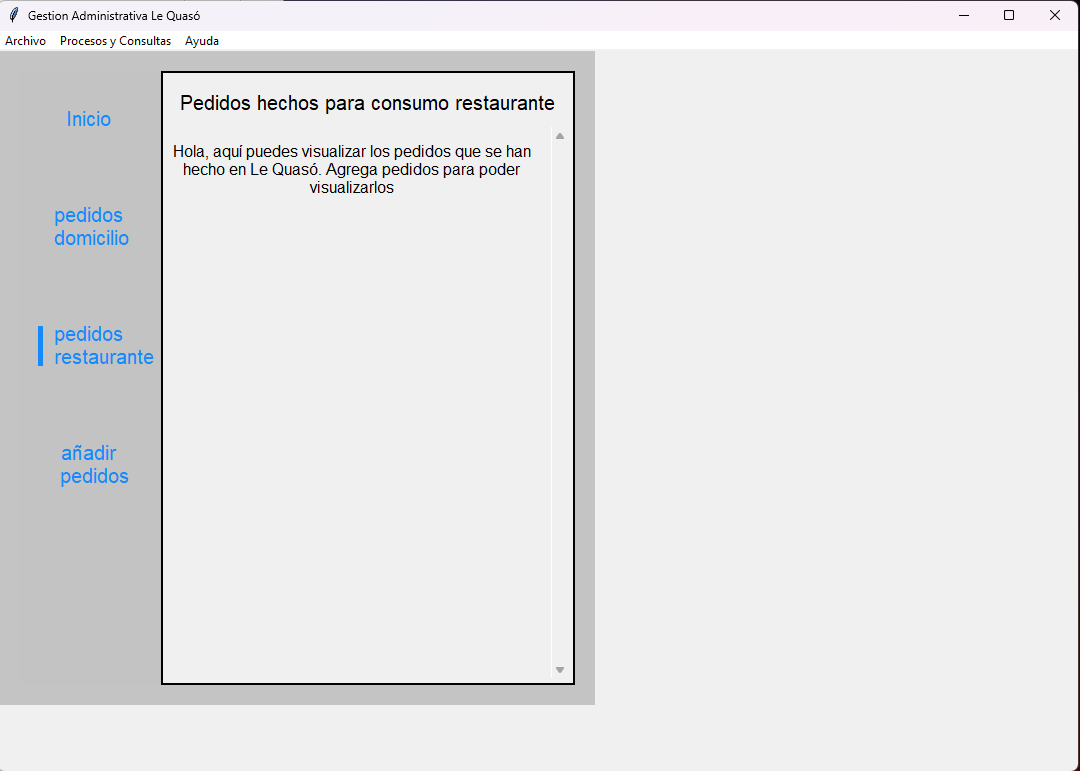 Gestion Administrativa Le Quasó
Archivo Procesos y Consultas Ayuda
Inicio
pedidos
domicilio
pedidos
restaurante
añadir
pedidos
Pedidos hechos para consumo restaurante
Hola, aquí puedes visualizar los pedidos que se han
hecho en Le Quasó. Agrega pedidos para poder
visualizarlos